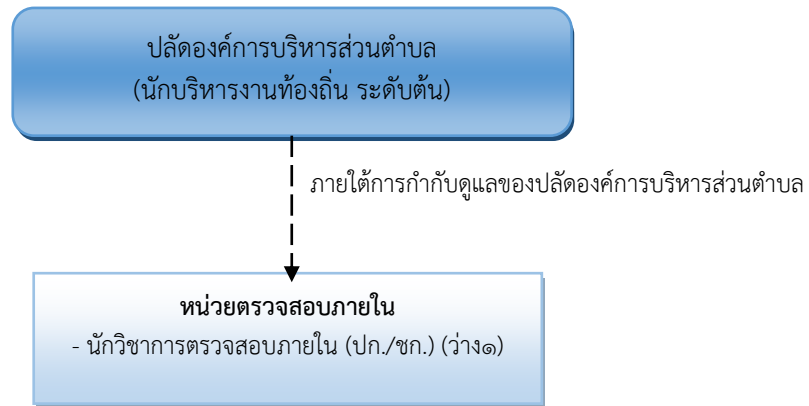 ปลัดองค์การบริหารส่วนตำบล
(นักบริหารงานท้องถิ่น ระดับต้น)
ภายใต้การกำกับดูแลของปลัดองค์การบริหารส่วนตำบล
หน่วยตรวจสอบภายใน
- นักวิชาการตรวจสอบภายใน (ปก./ชก.) (ว่าง๑)